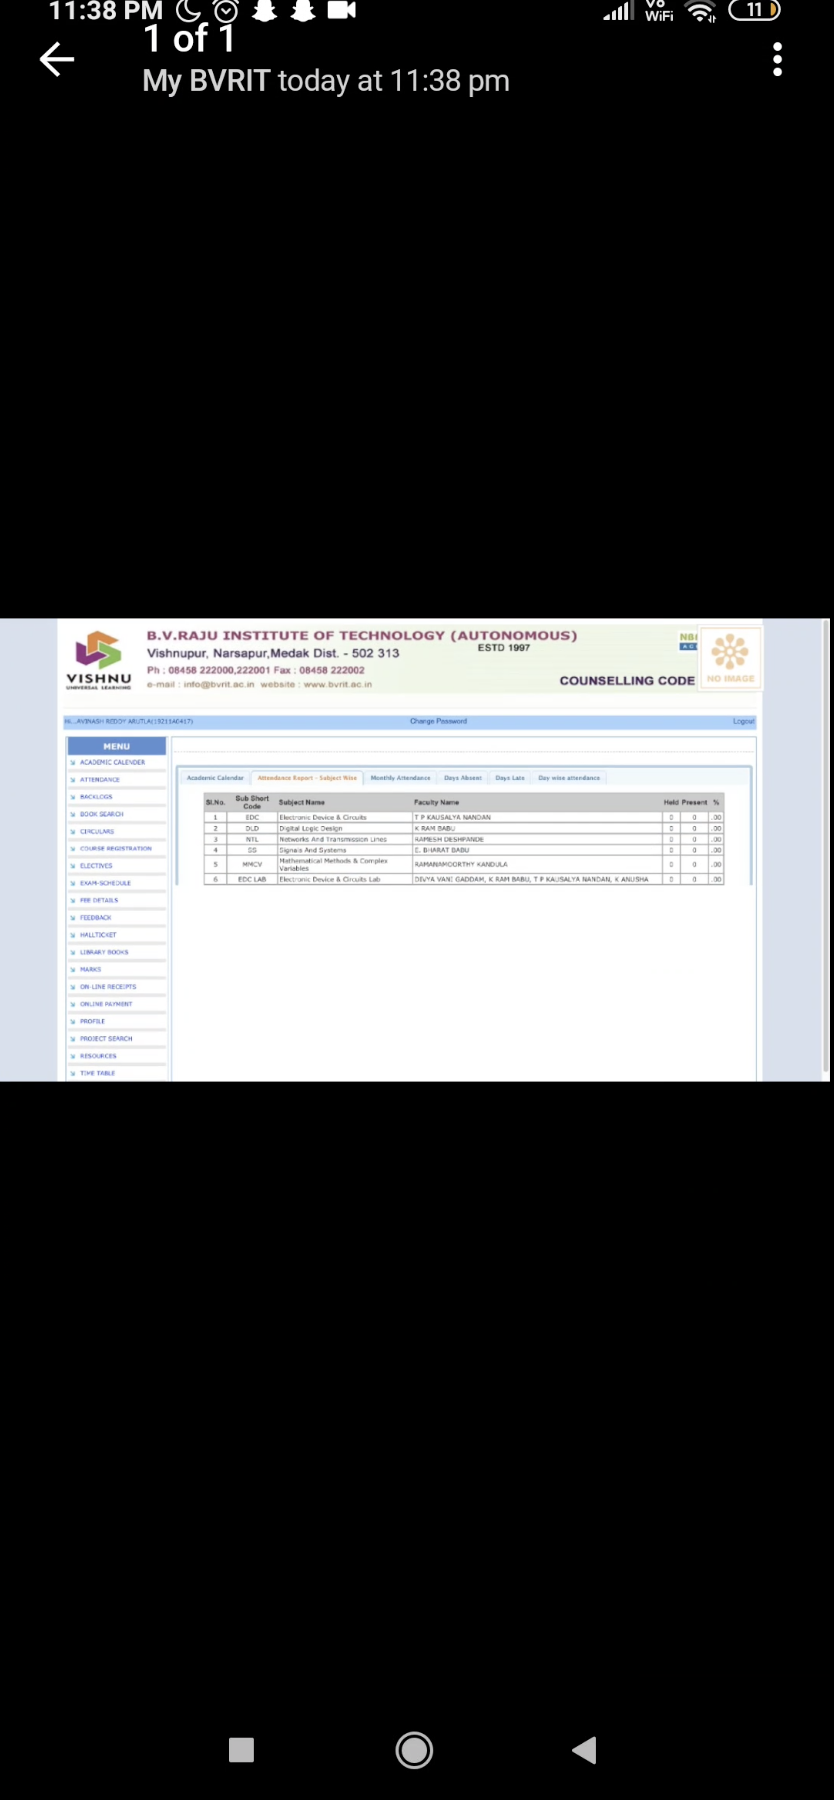 11:38 PM
Vo
WiFi
11
1 of 1
My BVRIT today at 11:38 pm
B.V.RAJU INSTITUTE OF TECHNOLOGY (AUTONOMOUS)
Vishnupur, Narsapur,Medak Dist. - 502 313
ESTD 1997
Ph : 08458 222000,222001 Fax : 08458 222002
e-mail : info@bvrit.ac.in website : www.bvrit.ac.in
COUNSELLING CODE
VISHNU
UNIVERSAL LEARNING
NO IMAGE
Hi...AVINASH REDDY ARUTLA(19211A0417)
Change Password
Logout
MENU
ACADEMIC CALENDER
ATTENDANCE
BACKLOGS
BOOK SEARCH
CIRCULARS
COURSE REGISTRATION
ELECTIVES
EXAM-SCHEDULE
FEE DETAILS
FEEDBACK
HALLTICKET
LIBRARY BOOKS
MARKS
ON-LINE RECEIPTS
ONLINE PAYMENT
PROFILE
PROJECT SEARCH
RESOURCES
TIME TABLE
Academic Calendar Attendance Report - Subject Wise Monthly Attendance Days Absent Days Late Day wise attendance
Sl.No. Sub Short Code Subject Name Faculty Name Held Present %
1 EDC Electronic Device & Circuits T P KAUSALYA NANDAN 0 0 .00
2 DLD Digital Logic Design K RAM BABU 0 0 .00
3 NTL Networks And Transmission Lines RAMESH DESHPANDE 0 0 .00
4 SS Signals And Systems E. BHARAT BABU 0 0 .00
5 MMCV Mathematical Methods & Complex Variables RAMANAMOORTHY KANDULA 0 0 .00
6 EDC LAB Electronic Device & Circuits Lab DIVYA VANI GADDAM, K RAM BABU, T P KAUSALYA NANDAN, K ANUSHA 0 0 .00